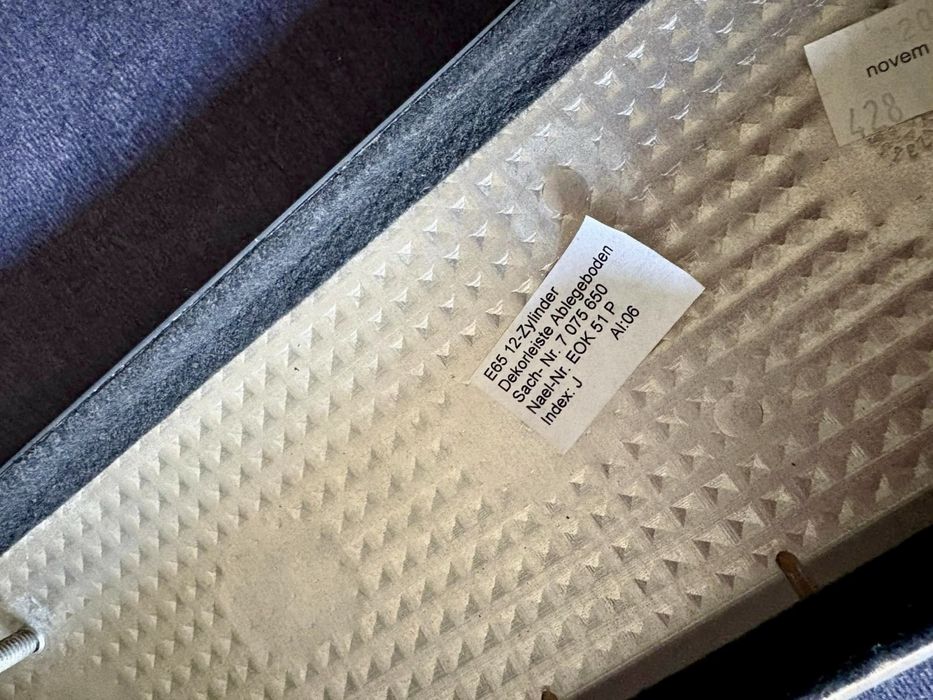 E65 12-Zylinder
Dekorleiste Ablegeboden
Sach- Nr. 7 075 650
Nael-Nr. EOK 51 P
Index: J AI:06
novem
428